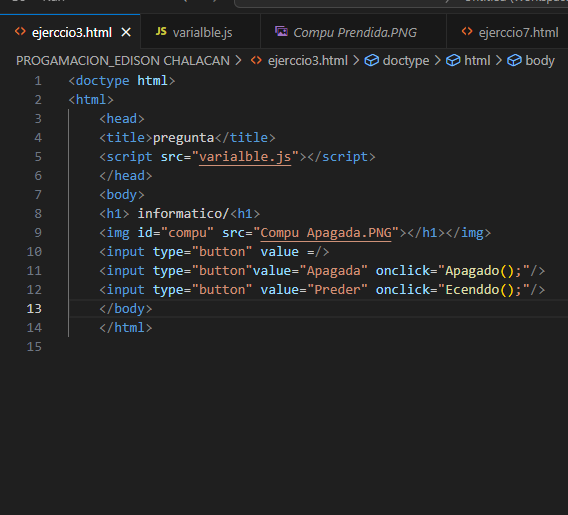 ejerccio3.html
JS varialble.js
Compu Prendida.PNG
ejerccio7.html
PROGAMACION_EDISON CHALACAN > ejerccio3.html > doctype > html > body
1 <doctype html>
2 <html>
3 <head>
4 <title>pregunta</title>
5 <script src="varialble.js"></script>
6 </head>
7 <body>
8 <h1> informatico/<h1>
9 <img id="compu" src="Compu Apagada.PNG"></h1></img>
10 <input type="button" value =/>
11 <input type="button"value="Apagada" onclick="Apagado();"/>
12 <input type="button" value="Preder" onclick="Ecenddo();"/>
13 </body>
14 </html>
15